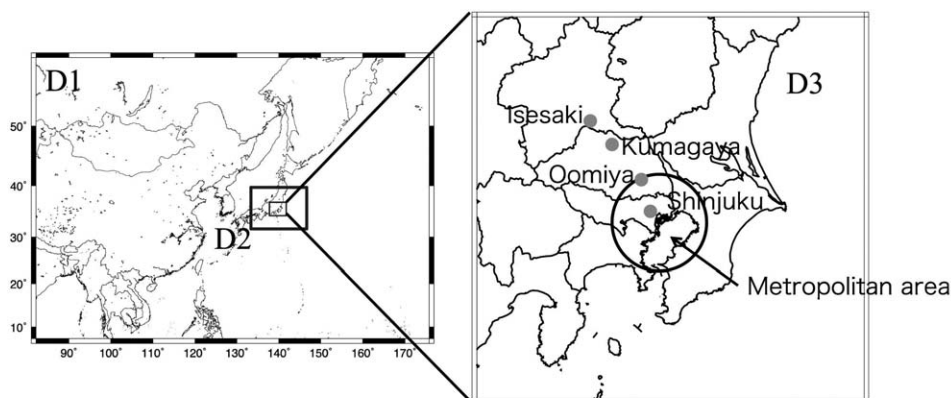 D1
D2
50°
40°
30°
20°
10°
90° 100° 110° 120° 130° 140° 150° 160° 170°
D3
Isesaki
Kumagaya
Oomiya
Shinjuku
Metropolitan area